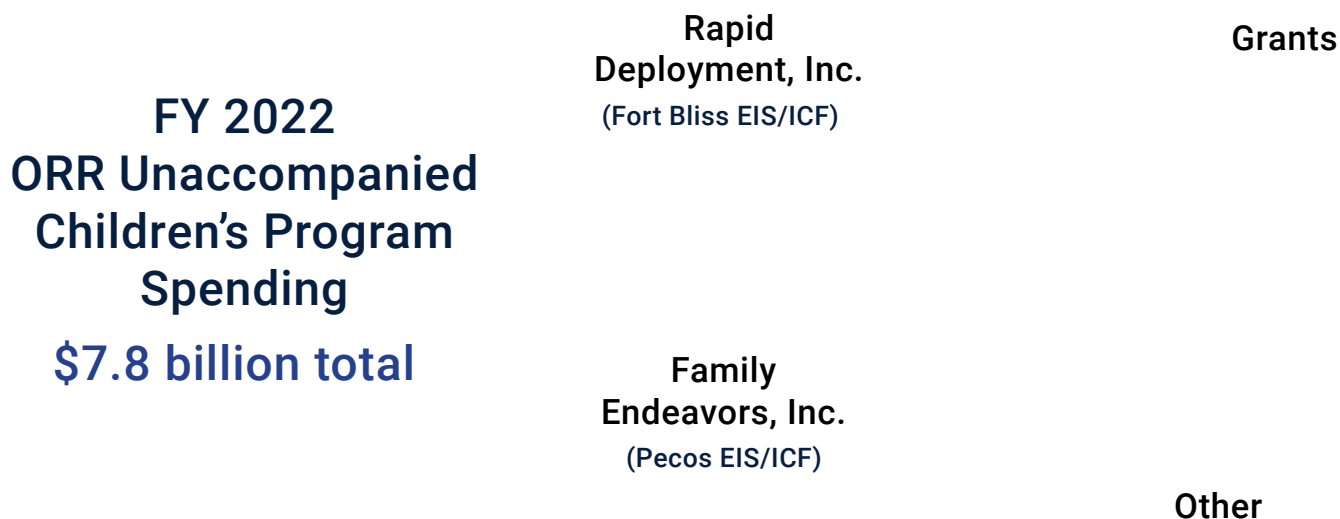 FY 2022
ORR Unaccompanied
Children’s Program
Spending
$7.8 billion total
Rapid
Deployment, Inc.
(Fort Bliss EIS/ICF)
Family
Endeavors, Inc.
(Pecos EIS/ICF)
Grants
Other